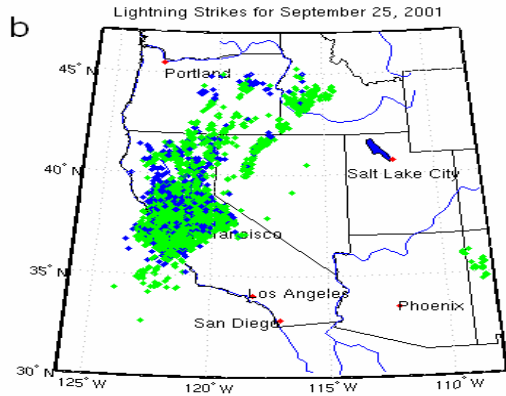 b
Lightning Strikes for September 25, 2001
45° N
Portland
40° N
Salt Lake City
35° N
Los Angeles
Phoenix
San Diego
30° N
125° W
120° W
115° W
110° W